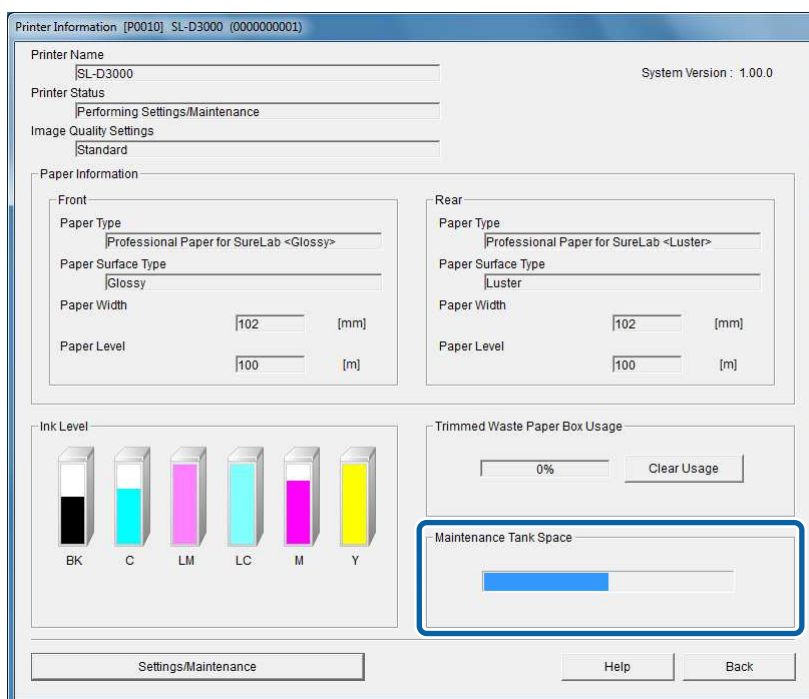 Printer Information [P0010] SL-D3000 (0000000001)
Printer Name
SL-D3000
System Version : 1.00.0
Printer Status
Performing Settings/Maintenance
Image Quality Settings
Standard
Paper Information
Front
Paper Type
Professional Paper for SureLab <Glossy>
Paper Surface Type
Glossy
Paper Width
102 [mm]
Paper Level
100 [m]
Rear
Paper Type
Professional Paper for SureLab <Luster>
Paper Surface Type
Luster
Paper Width
102 [mm]
Paper Level
100 [m]
Ink Level
BK C LM LC M Y
Trimmed Waste Paper Box Usage
0% Clear Usage
Maintenance Tank Space
Settings/Maintenance Help Back